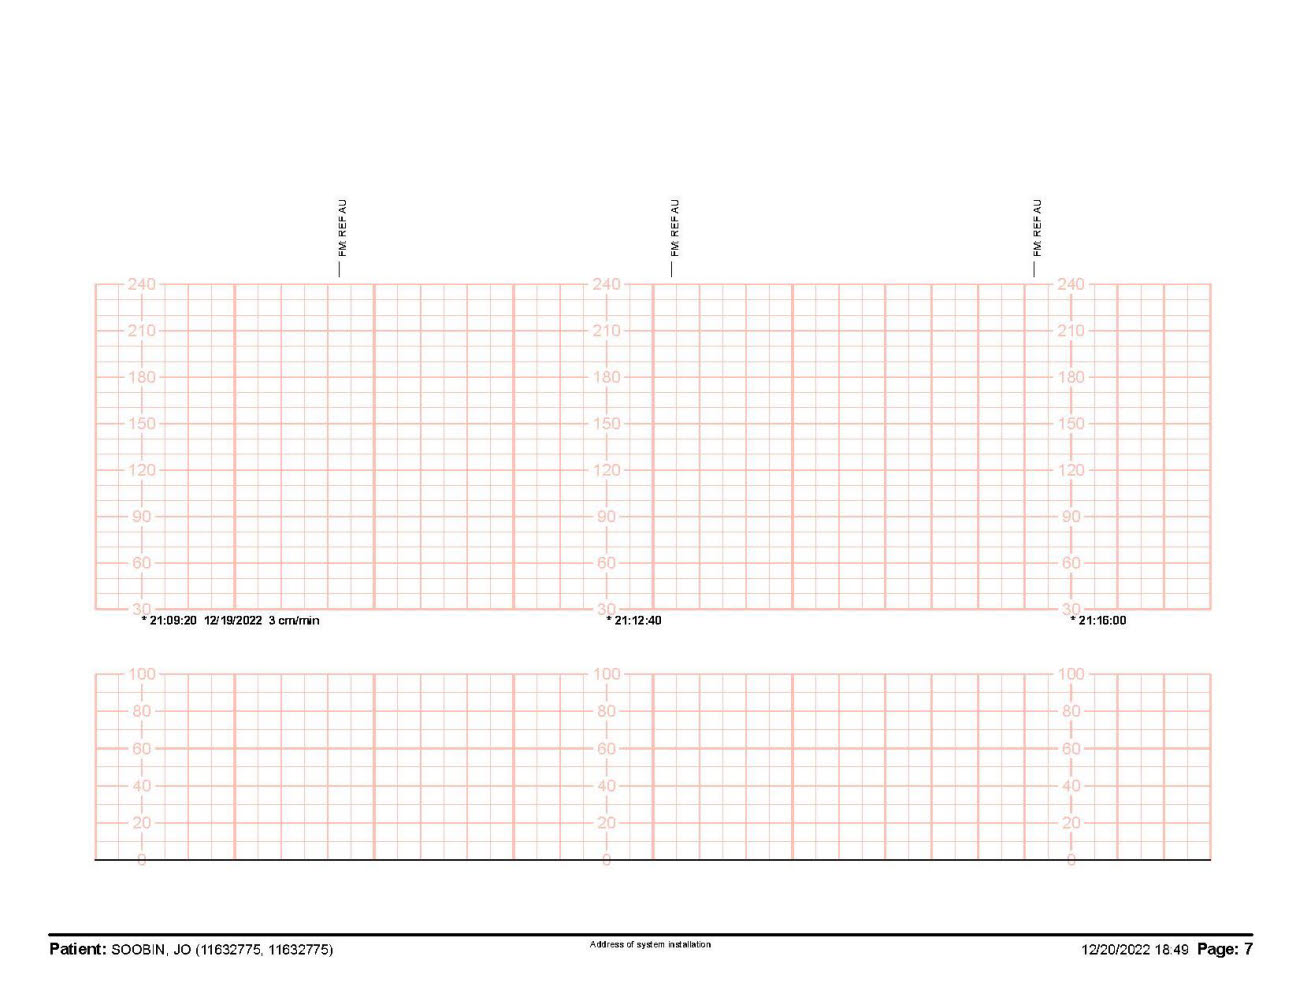 FM: REF AU FM: REF AU FM: REF AU
240 240 240
210 210 210
180 180 180
150 150 150
120 120 120
90 90 90
60 60 60
30 30 30
* 21:09:20 12/19/2022 3 cm/min * 21:12:40 * 21:16:00
100 100 100
80 80 80
60 60 60
40 40 40
20 20 20
0 0 0
Patient: SOOBIN, JO (11632775, 11632775) Address of system installation 12/20/2022 18:49 Page: 7